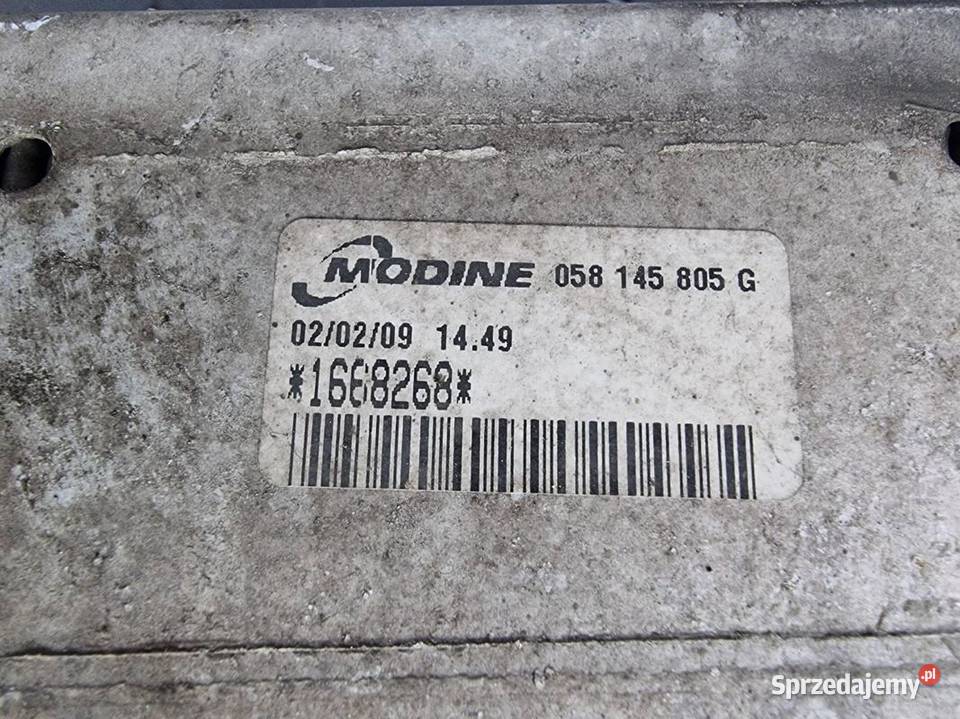 MODINE 058 145 805 G
02/02/09 14.49
*1668268*
Sprzedajemy.pl